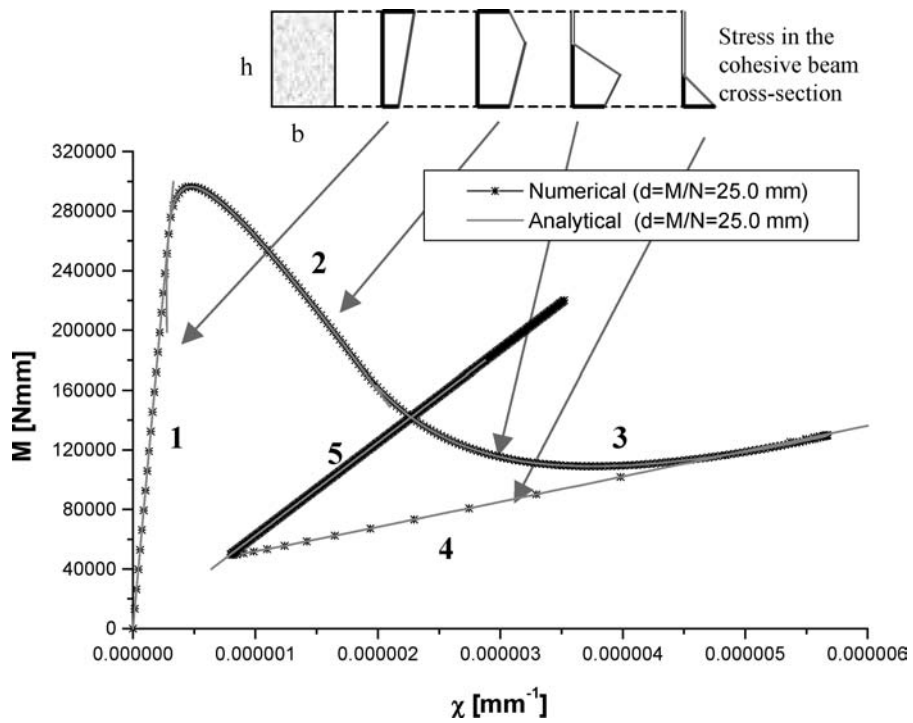 h
b
Stress in the
cohesive beam
cross-section
Numerical (d=M/N=25.0 mm)
Analytical (d=M/N=25.0 mm)
320000
280000
240000
200000
160000
120000
80000
40000
0
M [Nmm]
1
2
3
4
5
0.000000
0.000001
0.000002
0.000003
0.000004
0.000005
0.000006
χ [mm⁻¹]